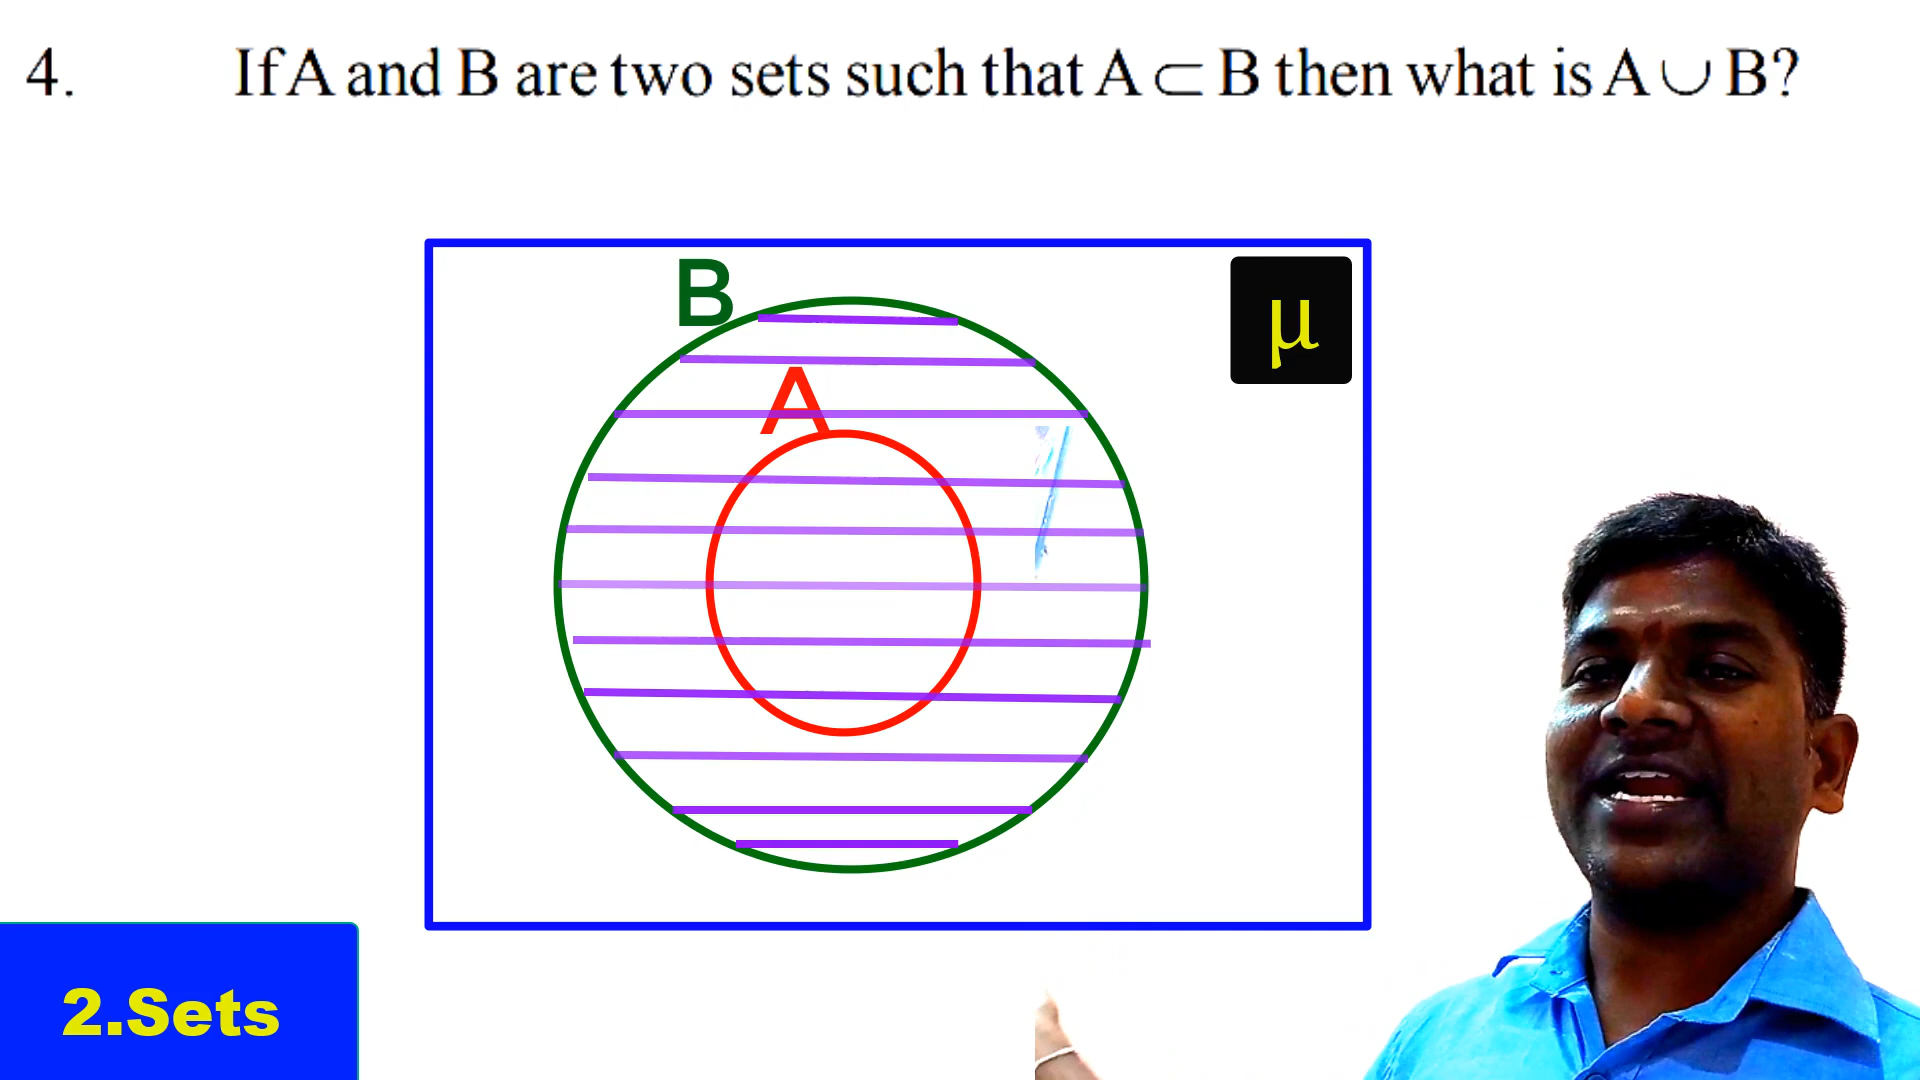 4. If A and B are two sets such that A ⊂ B then what is A ∪ B?
B
μ
A
2.Sets